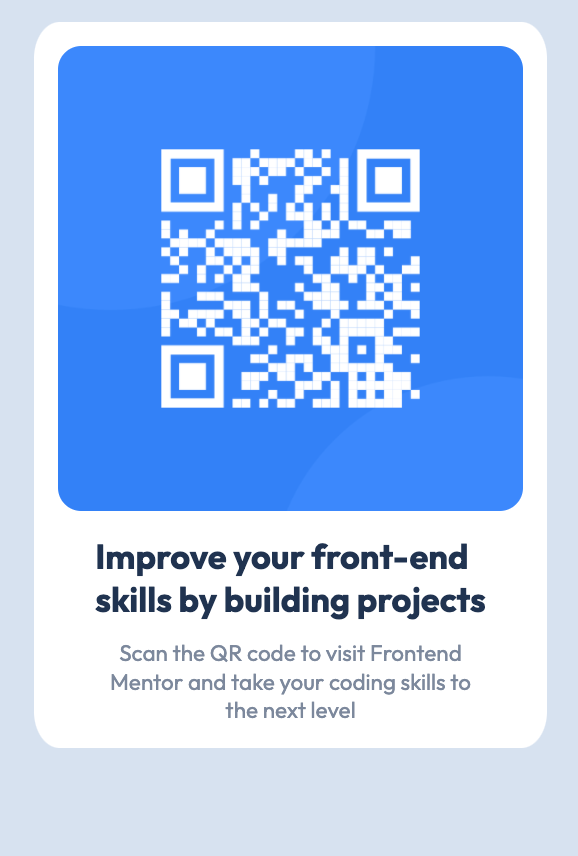 Improve your front-end
skills by building projects
Scan the QR code to visit Frontend
Mentor and take your coding skills to
the next level